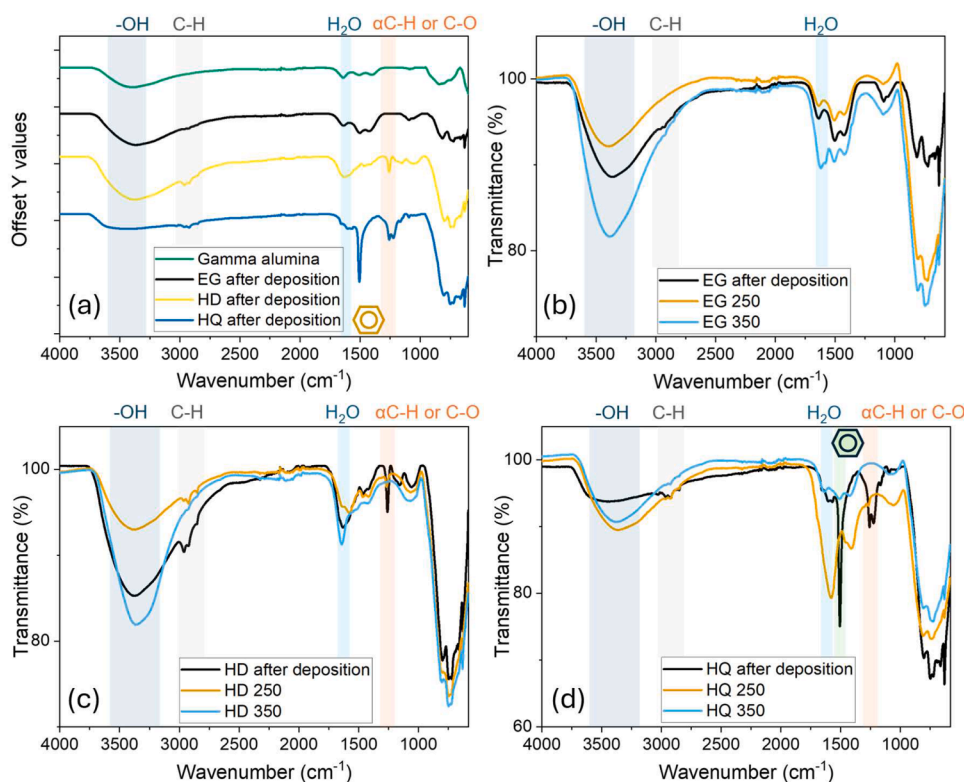 -OH C-H H₂O αC-H or C-O
Offset Y values
Gamma alumina
EG after deposition
HD after deposition
HQ after deposition
(a)
4000 3500 3000 2500 2000 1500 1000
Wavenumber (cm⁻¹)
-OH C-H H₂O
Transmittance (%)
100
80
EG after deposition
EG 250
EG 350
(b)
4000 3500 3000 2500 2000 1500 1000
Wavenumber (cm⁻¹)
-OH C-H H₂O αC-H or C-O
Transmittance (%)
100
80
HD after deposition
HD 250
HD 350
(c)
4000 3500 3000 2500 2000 1500 1000
Wavenumber (cm⁻¹)
-OH C-H H₂O αC-H or C-O
Transmittance (%)
100
90
80
70
60
HQ after deposition
HQ 250
HQ 350
(d)
4000 3500 3000 2500 2000 1500 1000
Wavenumber (cm⁻¹)